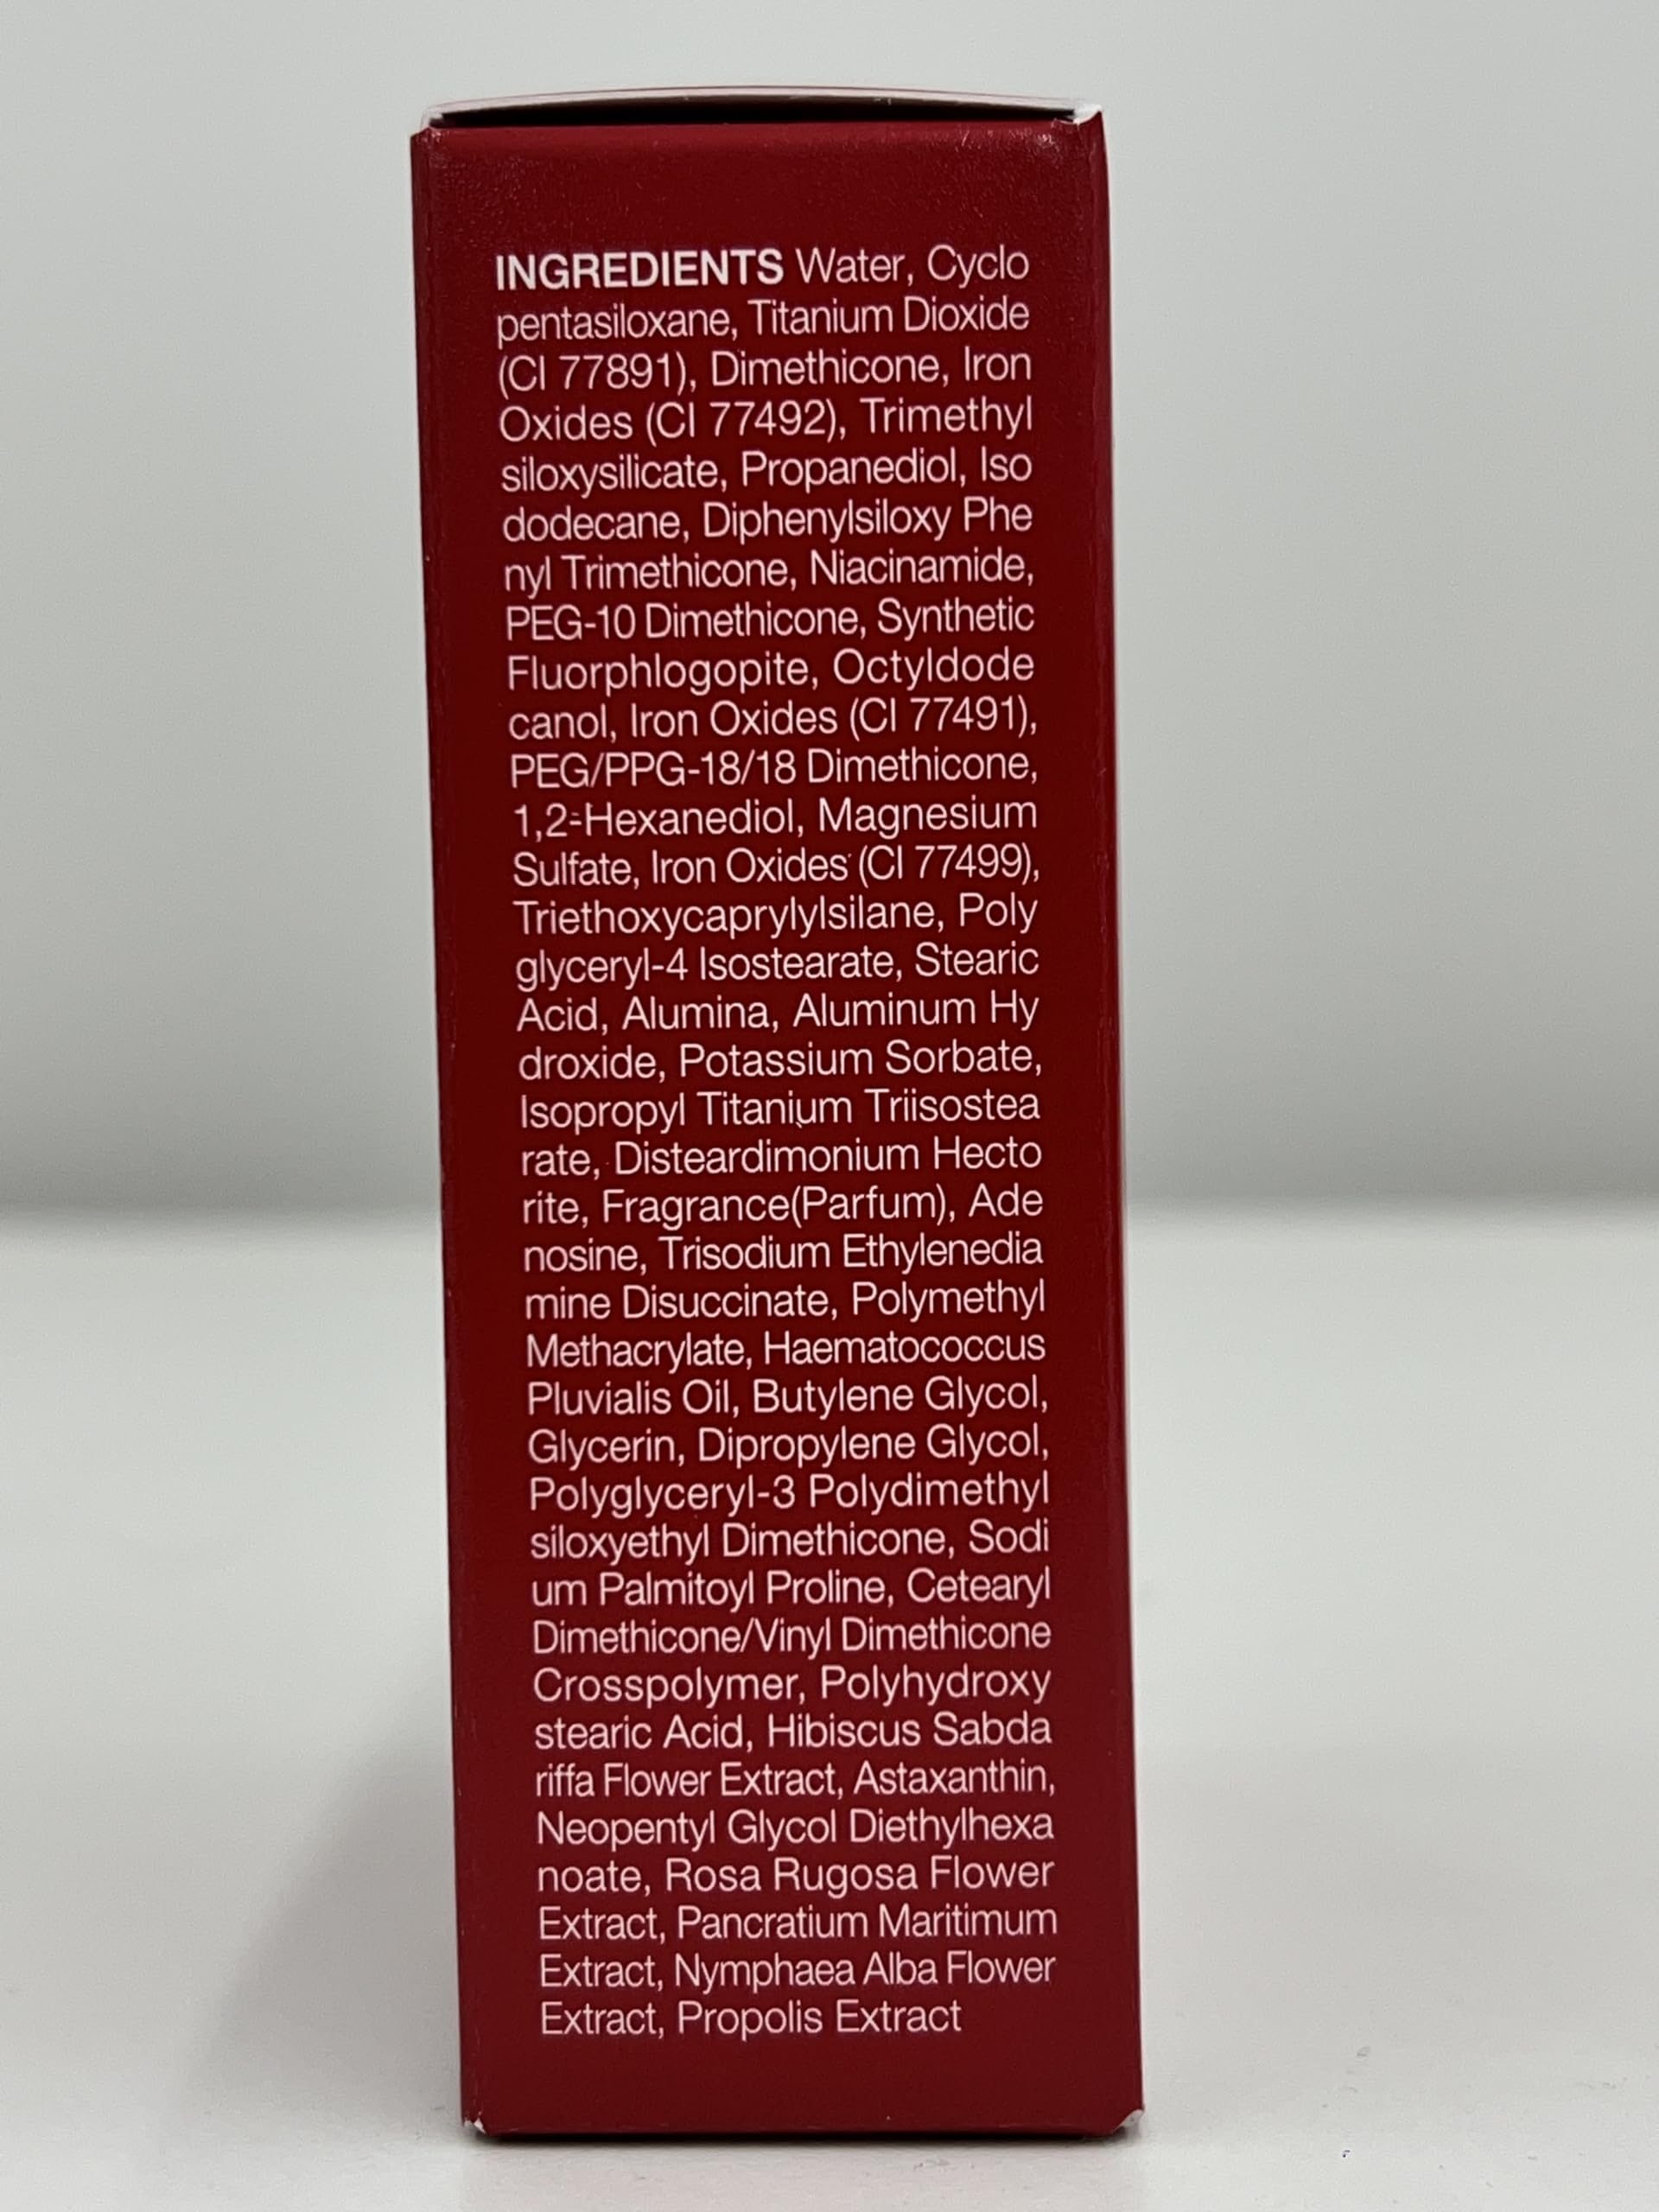 INGREDIENTS Water, Cyclo
pentasiloxane, Titanium Dioxide
(CI 77891), Dimethicone, Iron
Oxides (CI 77492), Trimethyl
siloxysilicate, Propanediol, Iso
dodecane, Diphenylsiloxy Phe
nyl Trimethicone, Niacinamide,
PEG-10 Dimethicone, Synthetic
Fluorphlogopite, Octyldode
canol, Iron Oxides (CI 77491),
PEG/PPG-18/18 Dimethicone,
1,2-Hexanediol, Magnesium
Sulfate, Iron Oxides (CI 77499),
Triethoxycaprylylsilane, Poly
glyceryl-4 Isostearate, Stearic
Acid, Alumina, Aluminum Hy
droxide, Potassium Sorbate,
Isopropyl Titanium Triisostea
rate, Disteardimonium Hecto
rite, Fragrance(Parfum), Ade
nosine, Trisodium Ethylenedia
mine Disuccinate, Polymethyl
Methacrylate, Haematococcus
Pluvialis Oil, Butylene Glycol,
Glycerin, Dipropylene Glycol,
Polyglyceryl-3 Polydimethyl
siloxyethyl Dimethicone, Sodi
um Palmitoyl Proline, Cetearyl
Dimethicone/Vinyl Dimethicone
Crosspolymer, Polyhydroxy
stearic Acid, Hibiscus Sabda
riffa Flower Extract, Astaxanthin,
Neopentyl Glycol Diethylhexa
noate, Rosa Rugosa Flower
Extract, Pancratium Maritimum
Extract, Nymphaea Alba Flower
Extract, Propolis Extract